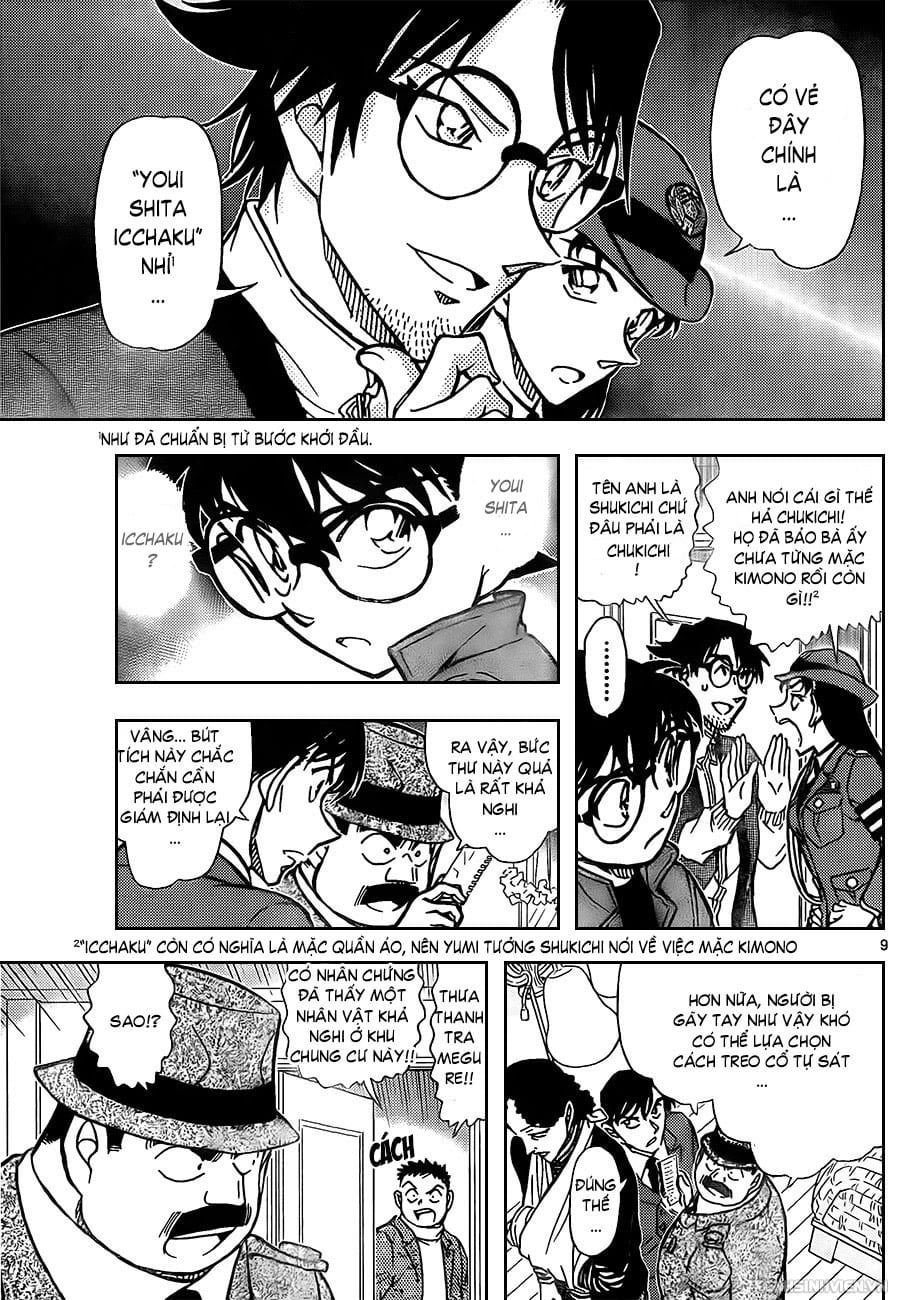 CÓ VẺ
ĐÂY
CHÍNH
LÀ
...
"YOUI
SHITA
ICCHAKU"
NHỈ¹
...
¹NHƯ ĐÃ CHUẨN BỊ TỪ BƯỚC KHỞI ĐẦU.
ANH NÓI CÁI GÌ THẾ
HẢ CHUKICHI!
HỌ ĐÃ BẢO BÀ ẤY
CHƯA TỪNG MẶC
KIMONO RỒI CÒN
GÌ!!²
TÊN ANH LÀ
SHUKICHI CHỨ
ĐÂU PHẢI LÀ
CHUKICHI
!
........
YOUI
SHITA
...
ICCHAKU
?
RA VẬY, BỨC
THƯ NÀY QUẢ
LÀ RẤT KHẢ
NGHI
...
VÂNG... BÚT
TÍCH NÀY CHẮC
CHẮN CẦN
PHẢI ĐƯỢC
GIÁM ĐỊNH LẠI
...
²"ICCHAKU" CÒN CÓ NGHĨA LÀ MẶC QUẦN ÁO, NÊN YUMI TƯỞNG SHUKICHI NÓI VỀ VIỆC MẶC KIMONO
9
HƠN NỮA, NGƯỜI BỊ
GÃY TAY NHƯ VẬY KHÓ
CÓ THỂ LỰA CHỌN
CÁCH TREO CỔ TỰ SÁT
...
ĐÚNG
THẾ
...
THƯA
THANH
TRA
MEGU
RE!!
CÓ NHÂN CHỨNG
ĐÃ THẤY MỘT
NHÂN VẬT KHẢ
NGHI Ở KHU
CHUNG CƯ NÀY!!
CÁCH
SAO!?